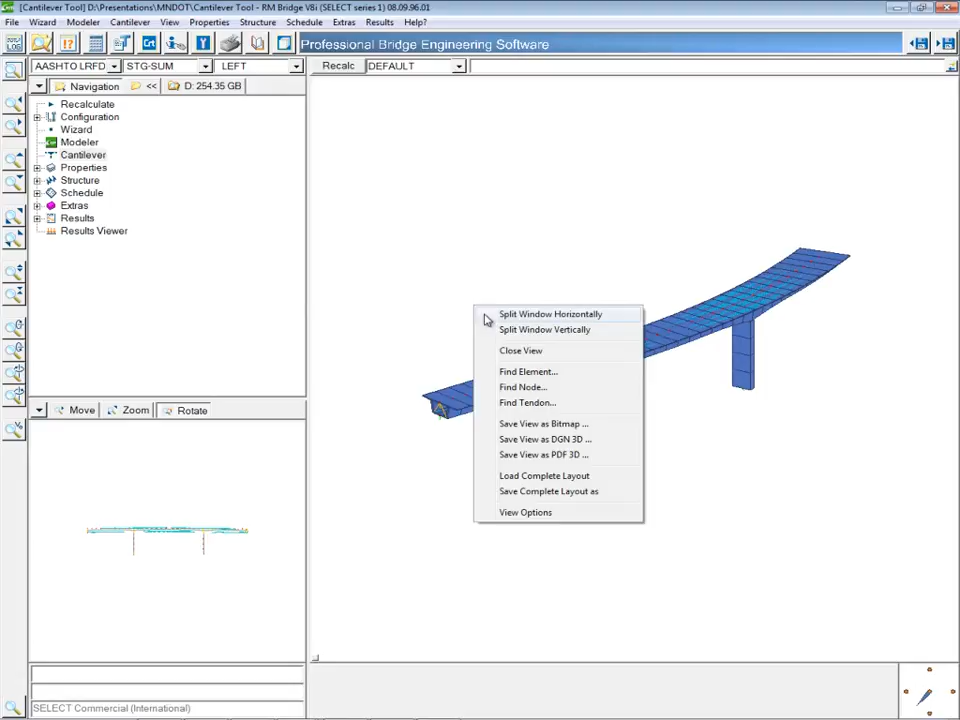 [Cantilever Tool] D:\Presentations\MNDOT\Cantilever Tool - RM Bridge V8i (SELECT series 1) 08.09.96.01
File Wizard Modeler Cantilever View Properties Structure Schedule Extras Results Help?
Crt Professional Bridge Engineering Software
AASHTO LRFD STG-SUM LEFT Recalc DEFAULT
Navigation << D: 254.35 GB
Recalculate
Configuration
Wizard
Modeler
Cantilever
Properties
Structure
Schedule
Extras
Results
Results Viewer
Split Window Horizontally
Split Window Vertically
Close View
Find Element...
Find Node...
Find Tendon...
Save View as Bitmap ...
Save View as DGN 3D ...
Save View as PDF 3D ...
Load Complete Layout
Save Complete Layout as
View Options
Move Zoom Rotate
SELECT Commercial (International)